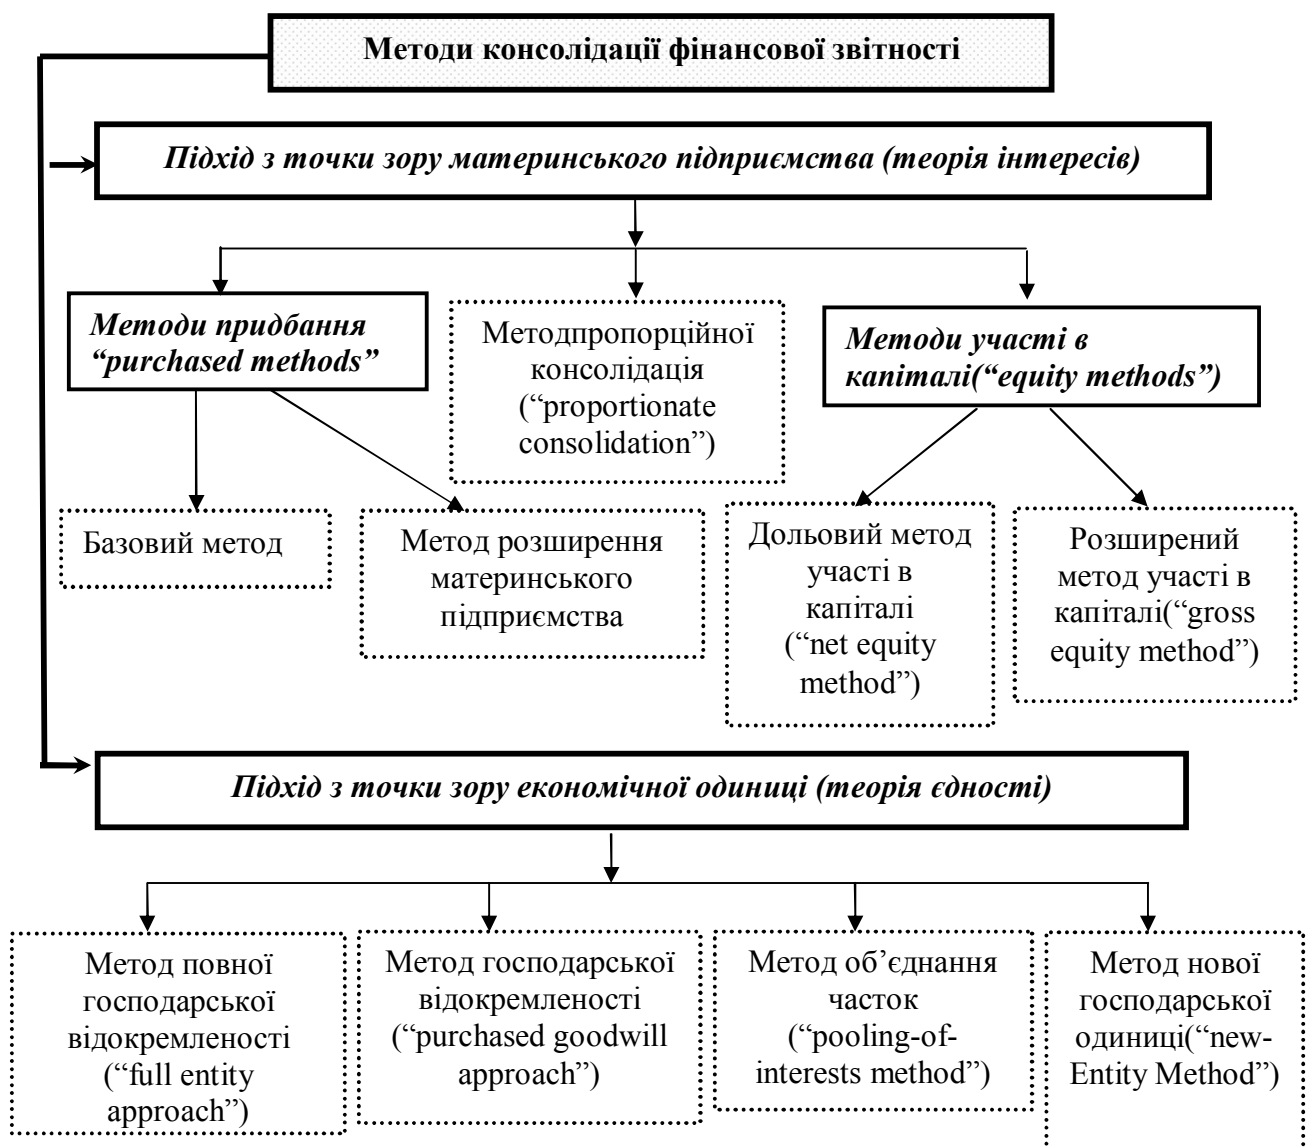 Методи консолідації фінансової звітності
Підхід з точки зору материнського підприємства (теорія інтересів)
Методи придбання
“purchased methods”
Методпропорційної
консолідація
(“proportionate
consolidation”)
Методи участі в
капіталі(“equity methods”)
Базовий метод
Метод розширення
материнського
підприємства
Дольовий метод
участі в
капіталі
(“net equity
method”)
Розширений
метод участі в
капіталі(“gross
equity method”)
Підхід з точки зору економічної одиниці (теорія єдності)
Метод повної
господарської
відокремленості
(“full entity
approach”)
Метод господарської
відокремленості
(“purchased goodwill
approach”)
Метод об’єднання
часток
(“pooling-of-
interests method”)
Метод нової
господарської
одиниці(“new-
Entity Method”)